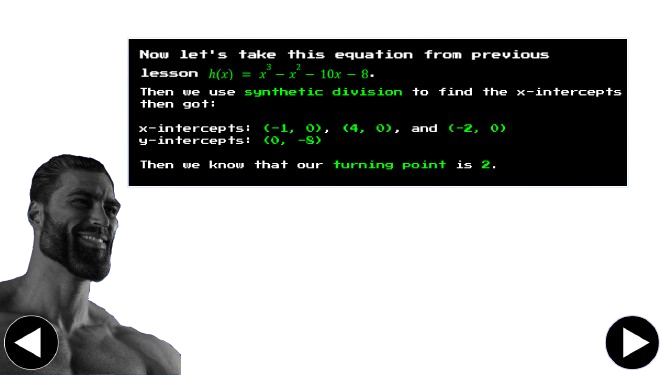 Now let's take this equation from previous
lesson h(x) = x³ − x² − 10x − 8.
Then we use synthetic division to find the x-intercepts
then got:
x-intercepts: (-1, 0), (4, 0), and (-2, 0)
y-intercepts: (0, -8)
Then we know that our turning point is 2.